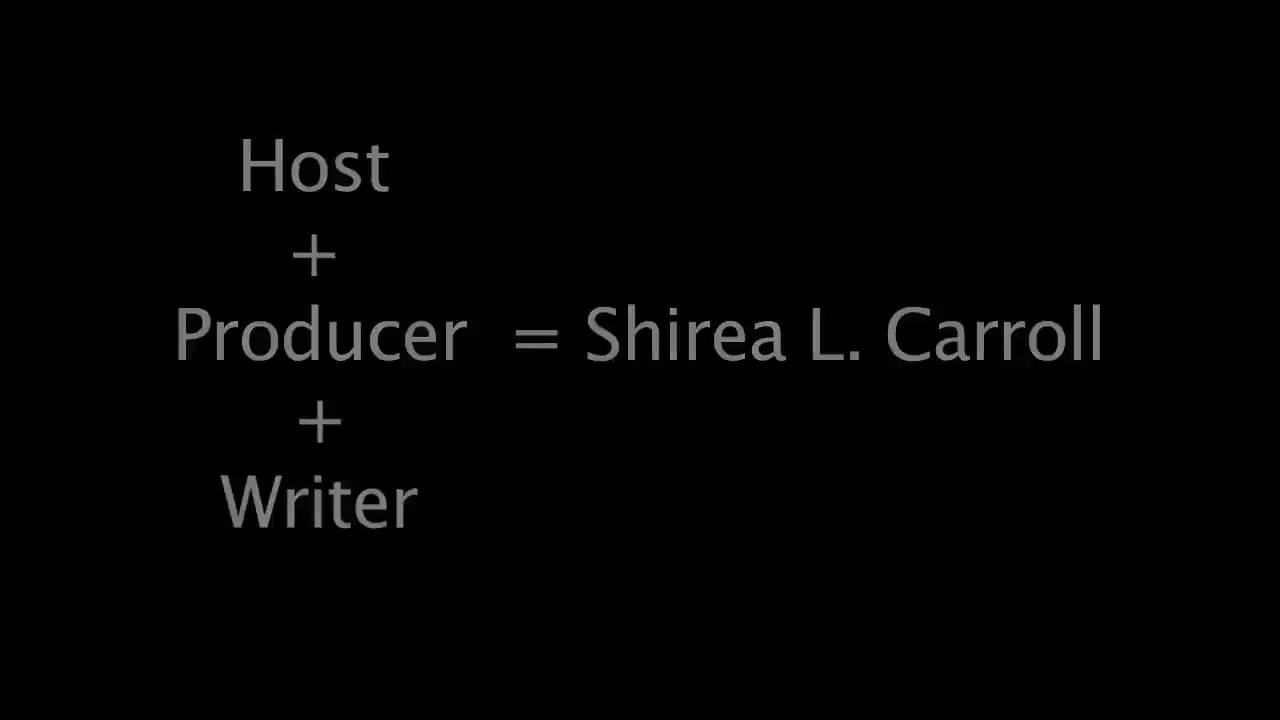 Host
+
Producer = Shirea L. Carroll
+
Writer